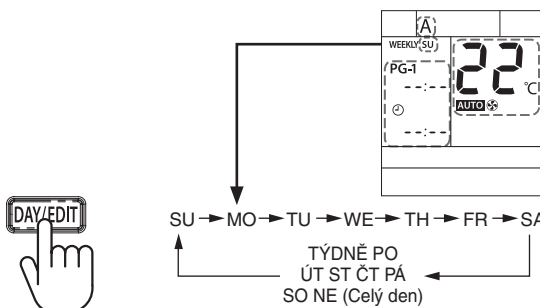 A
WEEKLY SU
PG-1
22 °C
--:--
AUTO
--:--
DAY/EDIT
SU MO TU WE TH FR SA
TÝDNĚ PO
ÚT ST ČT PÁ
SO NE (Celý den)